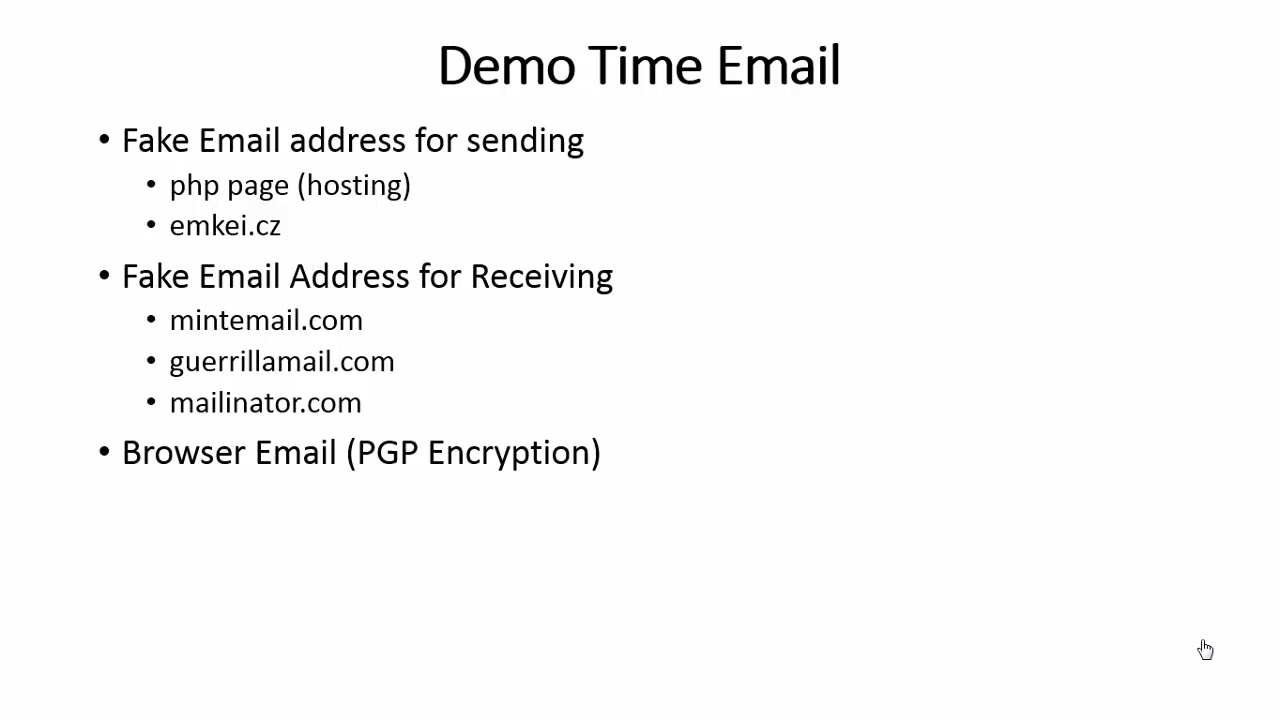 Demo Time Email
• Fake Email address for sending
• php page (hosting)
• emkei.cz
• Fake Email Address for Receiving
• mintemail.com
• guerrillamail.com
• mailinator.com
• Browser Email (PGP Encryption)